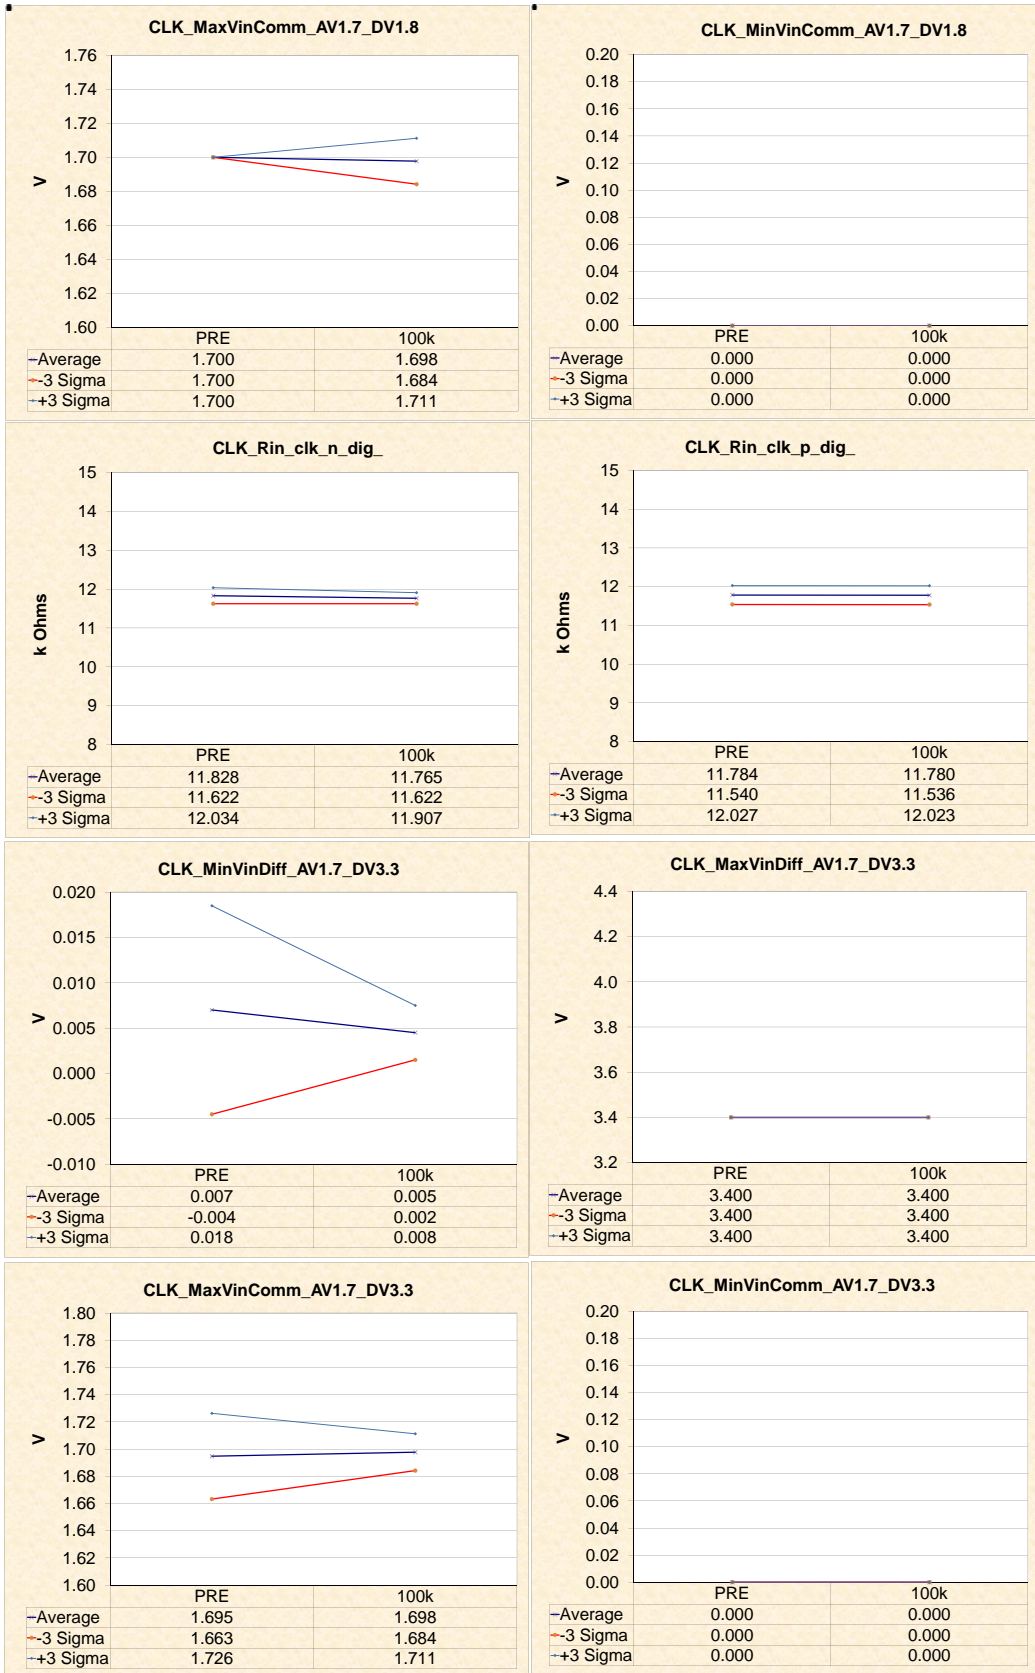 CLK_MaxVinComm_AV1.7_DV1.8
1.76
1.74
1.72
1.70
1.68
1.66
1.64
1.62
1.60
V
PRE 100k
Average 1.700 1.698
-3 Sigma 1.700 1.684
+3 Sigma 1.700 1.711
CLK_MinVinComm_AV1.7_DV1.8
0.20
0.18
0.16
0.14
0.12
0.10
0.08
0.06
0.04
0.02
0.00
V
PRE 100k
Average 0.000 0.000
-3 Sigma 0.000 0.000
+3 Sigma 0.000 0.000
CLK_Rin_clk_n_dig_
15
14
13
12
11
10
9
8
k Ohms
PRE 100k
Average 11.828 11.765
-3 Sigma 11.622 11.622
+3 Sigma 12.034 11.907
CLK_Rin_clk_p_dig_
15
14
13
12
11
10
9
8
k Ohms
PRE 100k
Average 11.784 11.780
-3 Sigma 11.540 11.536
+3 Sigma 12.027 12.023
CLK_MinVinDiff_AV1.7_DV3.3
0.020
0.015
0.010
0.005
0.000
-0.005
-0.010
V
PRE 100k
Average 0.007 0.005
-3 Sigma -0.004 0.002
+3 Sigma 0.018 0.008
CLK_MaxVinDiff_AV1.7_DV3.3
4.4
4.2
4.0
3.8
3.6
3.4
3.2
V
PRE 100k
Average 3.400 3.400
-3 Sigma 3.400 3.400
+3 Sigma 3.400 3.400
CLK_MaxVinComm_AV1.7_DV3.3
1.80
1.78
1.76
1.74
1.72
1.70
1.68
1.66
1.64
1.62
1.60
V
PRE 100k
Average 1.695 1.698
-3 Sigma 1.663 1.684
+3 Sigma 1.726 1.711
CLK_MinVinComm_AV1.7_DV3.3
0.20
0.18
0.16
0.14
0.12
0.10
0.08
0.06
0.04
0.02
0.00
V
PRE 100k
Average 0.000 0.000
-3 Sigma 0.000 0.000
+3 Sigma 0.000 0.000